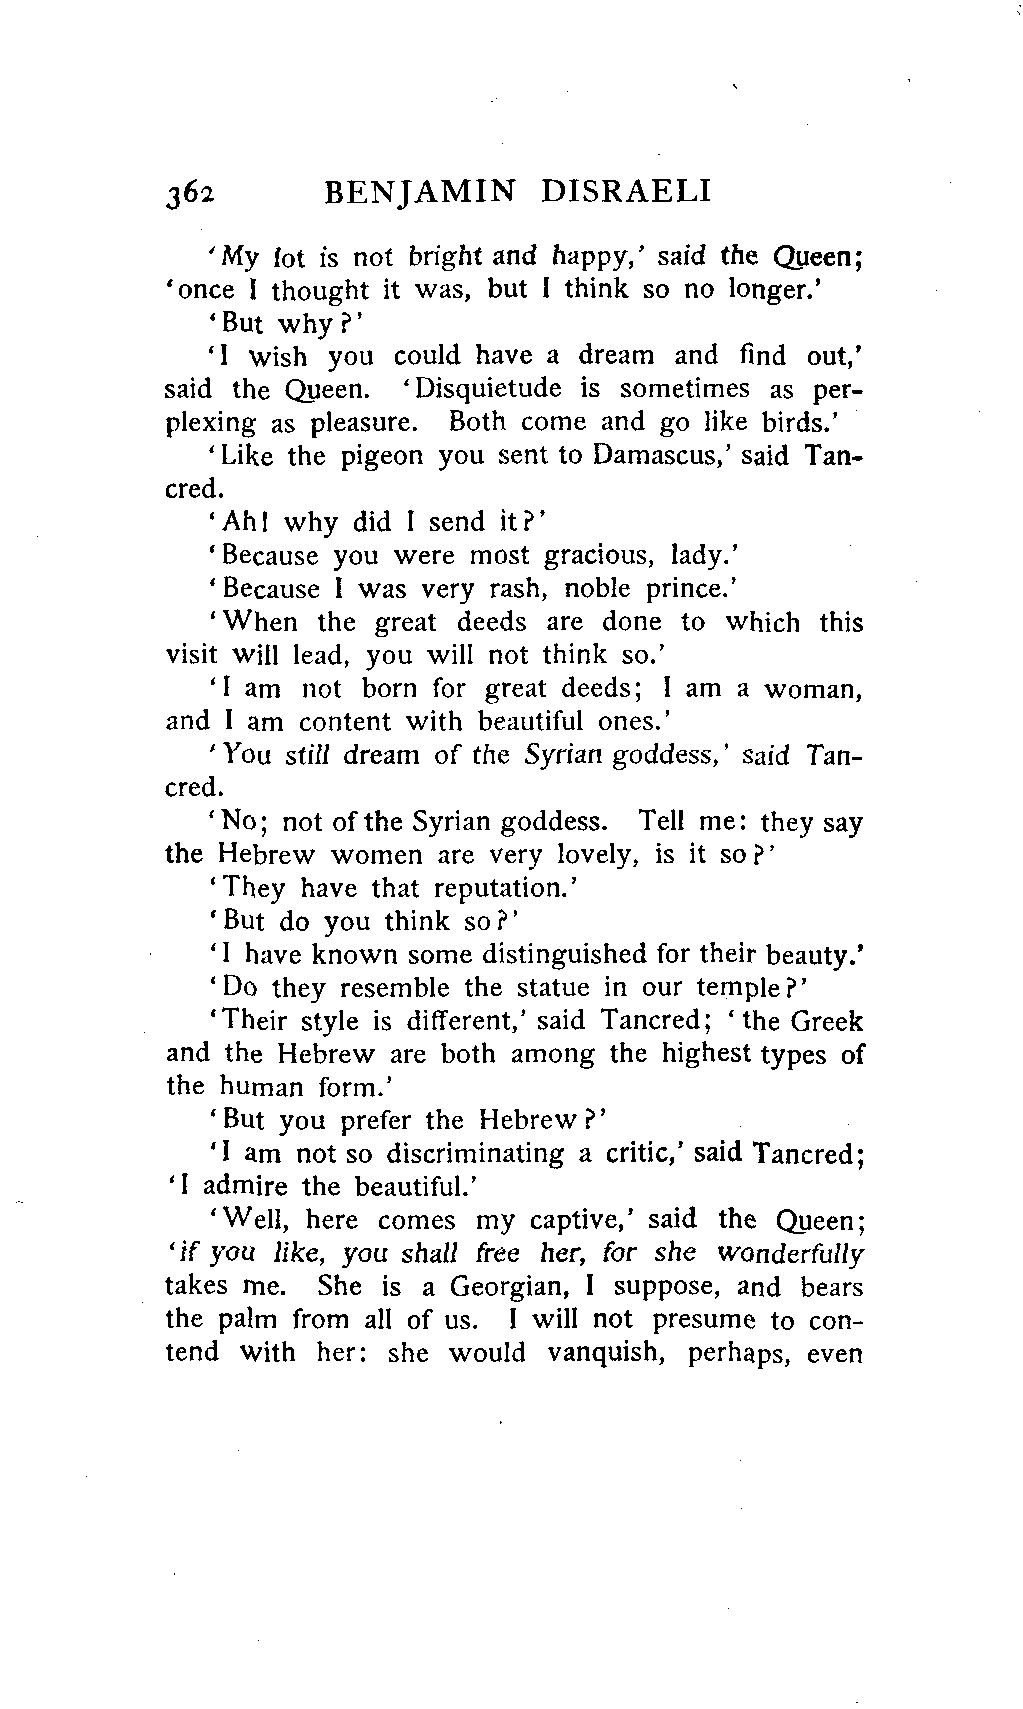 362 BENJAMIN DISRAELI
'My lot is not bright and happy,' said the Queen;
'once I thought it was, but I think so no longer.'
'But why?'
'I wish you could have a dream and find out,'
said the Queen. 'Disquietude is sometimes as per-
plexing as pleasure. Both come and go like birds.'
'Like the pigeon you sent to Damascus,' said Tan-
cred.
'Ah! why did I send it?'
'Because you were most gracious, lady.'
'Because I was very rash, noble prince.'
'When the great deeds are done to which this
visit will lead, you will not think so.'
'I am not born for great deeds; I am a woman,
and I am content with beautiful ones.'
'You still dream of the Syrian goddess,' said Tan-
cred.
'No; not of the Syrian goddess. Tell me: they say
the Hebrew women are very lovely, is it so?'
'They have that reputation.'
'But do you think so?'
'I have known some distinguished for their beauty.'
'Do they resemble the statue in our temple?'
'Their style is different,' said Tancred; 'the Greek
and the Hebrew are both among the highest types of
the human form.'
'But you prefer the Hebrew?'
'I am not so discriminating a critic,' said Tancred;
'I admire the beautiful.'
'Well, here comes my captive,' said the Queen;
'if you like, you shall free her, for she wonderfully
takes me. She is a Georgian, I suppose, and bears
the palm from all of us. I will not presume to con-
tend with her: she would vanquish, perhaps, even